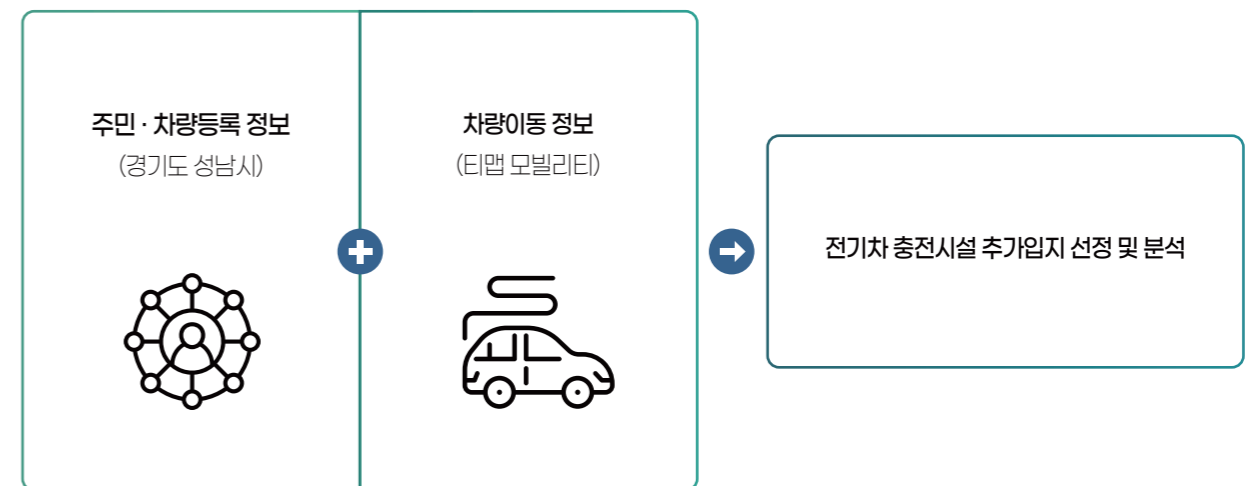 주민 · 차량등록 정보
(경기도 성남시)
차량이동 정보
(티맵 모빌리티)
전기차 충전시설 추가입지 선정 및 분석